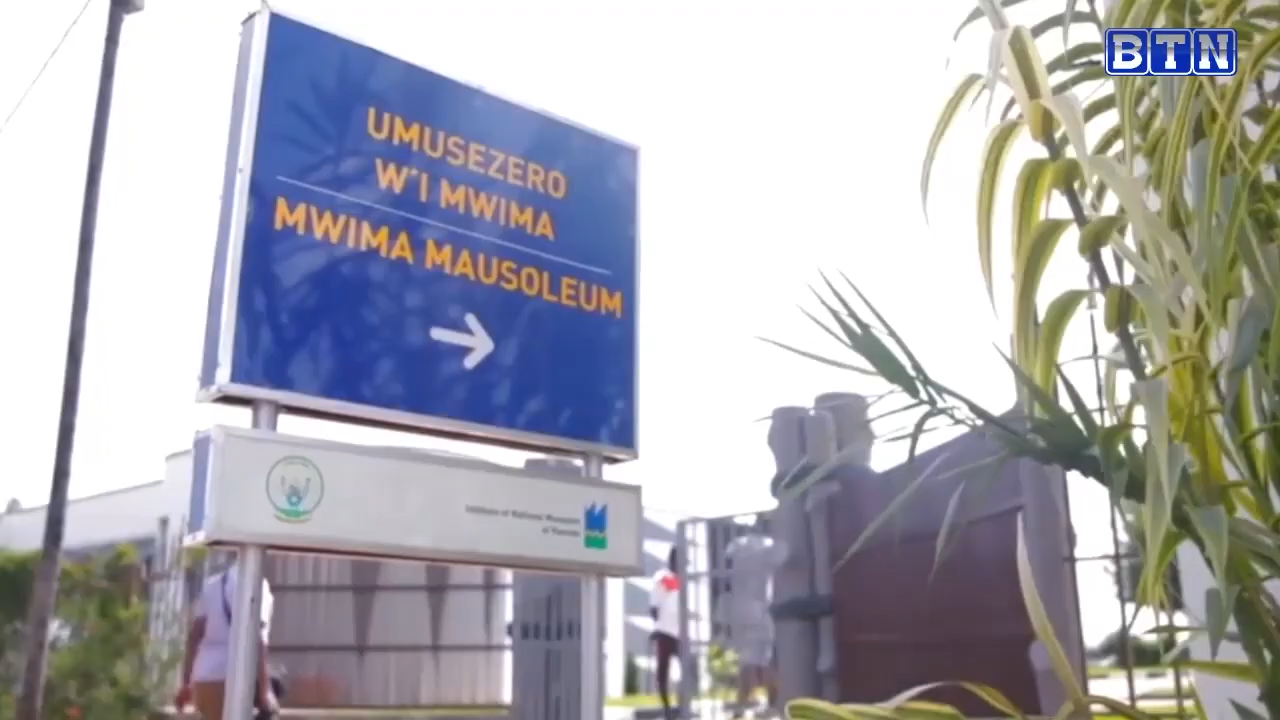 BTN
UMUSEZERO
W'I MWIMA
MWIMA MAUSOLEUM
Institute of National Museums
of Rwanda